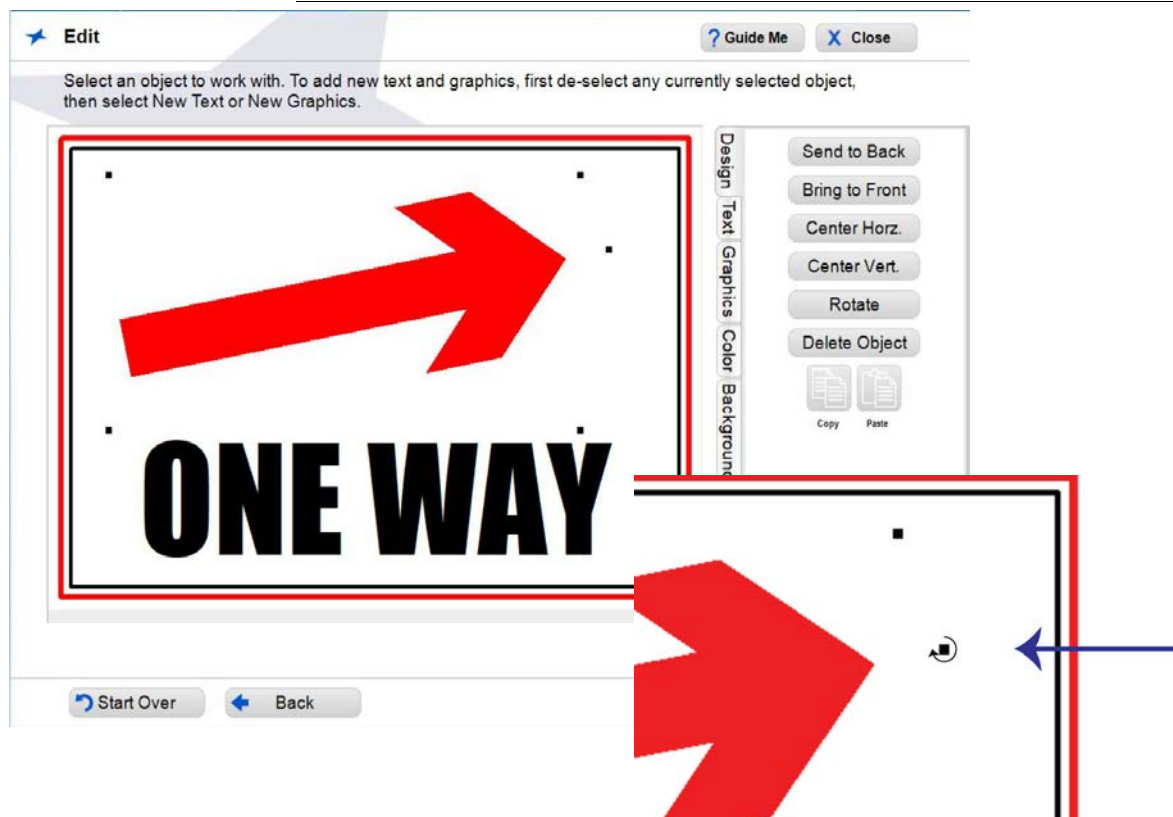 Edit
? Guide Me
X Close
Select an object to work with. To add new text and graphics, first de-select any currently selected object,
then select New Text or New Graphics.
Design
Text
Graphics
Color
Background
Send to Back
Bring to Front
Center Horz.
Center Vert.
Rotate
Delete Object
Copy
Paste
ONE WAY
Start Over
Back